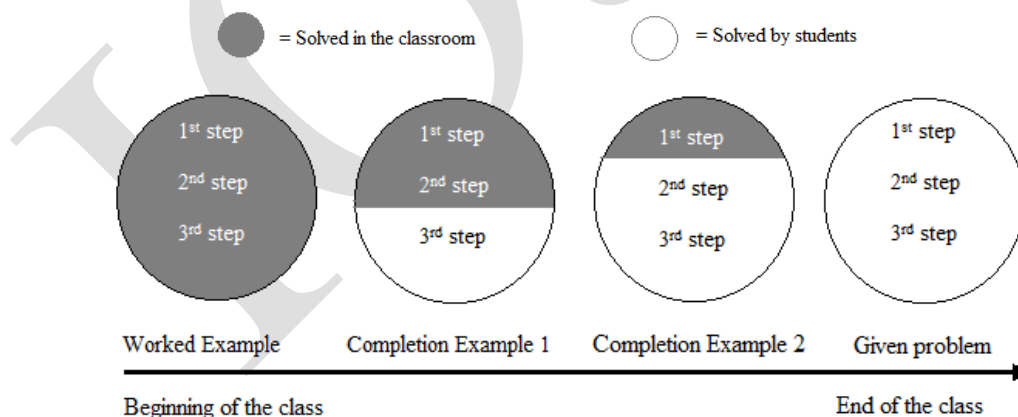 = Solved in the classroom
= Solved by students
1st step
2nd step
3rd step
1st step
2nd step
3rd step
1st step
2nd step
3rd step
1st step
2nd step
3rd step
Worked Example
Completion Example 1
Completion Example 2
Given problem
Beginning of the class
End of the class